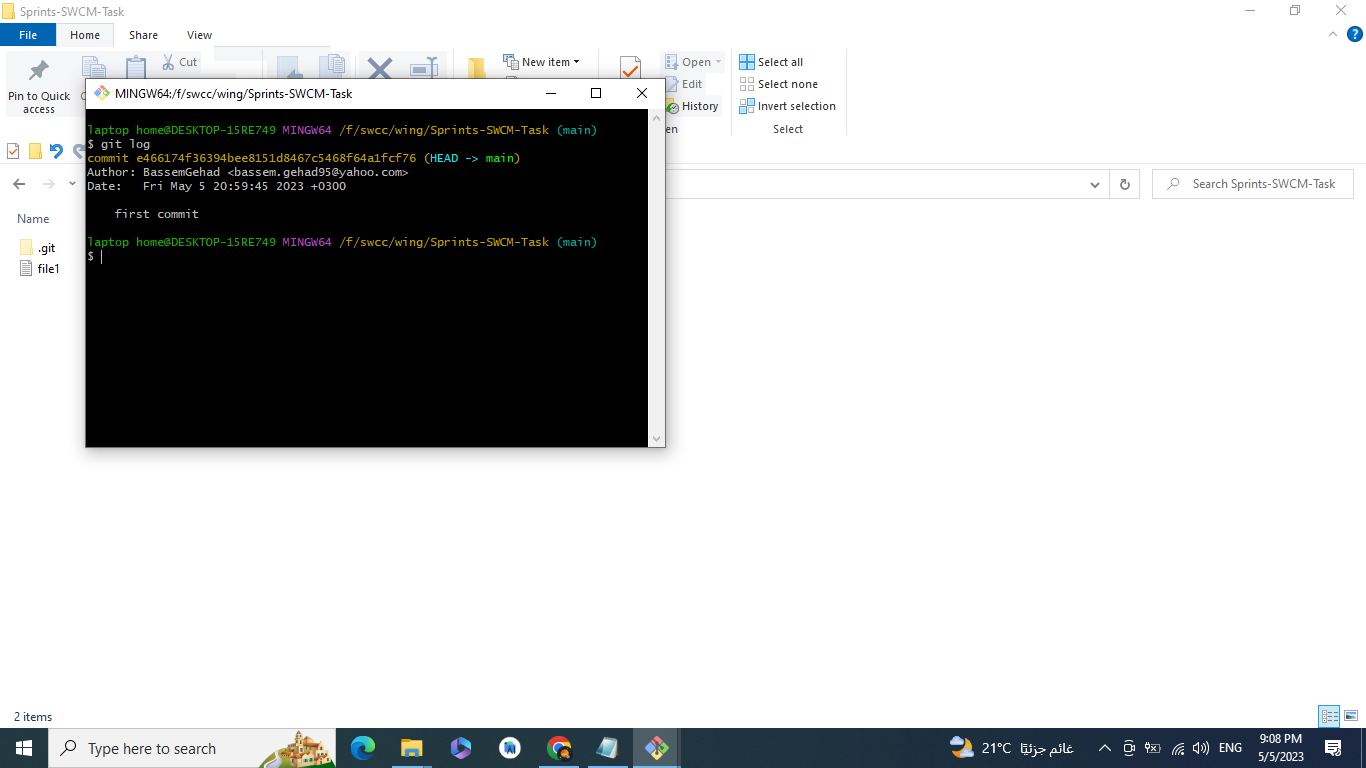 Sprints-SWCM-Task
File Home Share View
Pin to Quick access
Cut
New item
Open
Edit
History
Select all
Select none
Invert selection
Select
MINGW64:/f/swcc/wing/Sprints-SWCM-Task
laptop home@DESKTOP-15RE749 MINGW64 /f/swcc/wing/Sprints-SWCM-Task (main)
$ git log
commit e466174f36394bee8151d8467c5468f64a1fcf76 (HEAD -> main)
Author: BassemGehad <bassem.gehad95@yahoo.com>
Date:   Fri May 5 20:59:45 2023 +0300
first commit
laptop home@DESKTOP-15RE749 MINGW64 /f/swcc/wing/Sprints-SWCM-Task (main)
$
Search Sprints-SWCM-Task
Name
.git
file1
2 items
Type here to search
21°C غائم جزئيًا
ENG
9:08 PM
5/5/2023